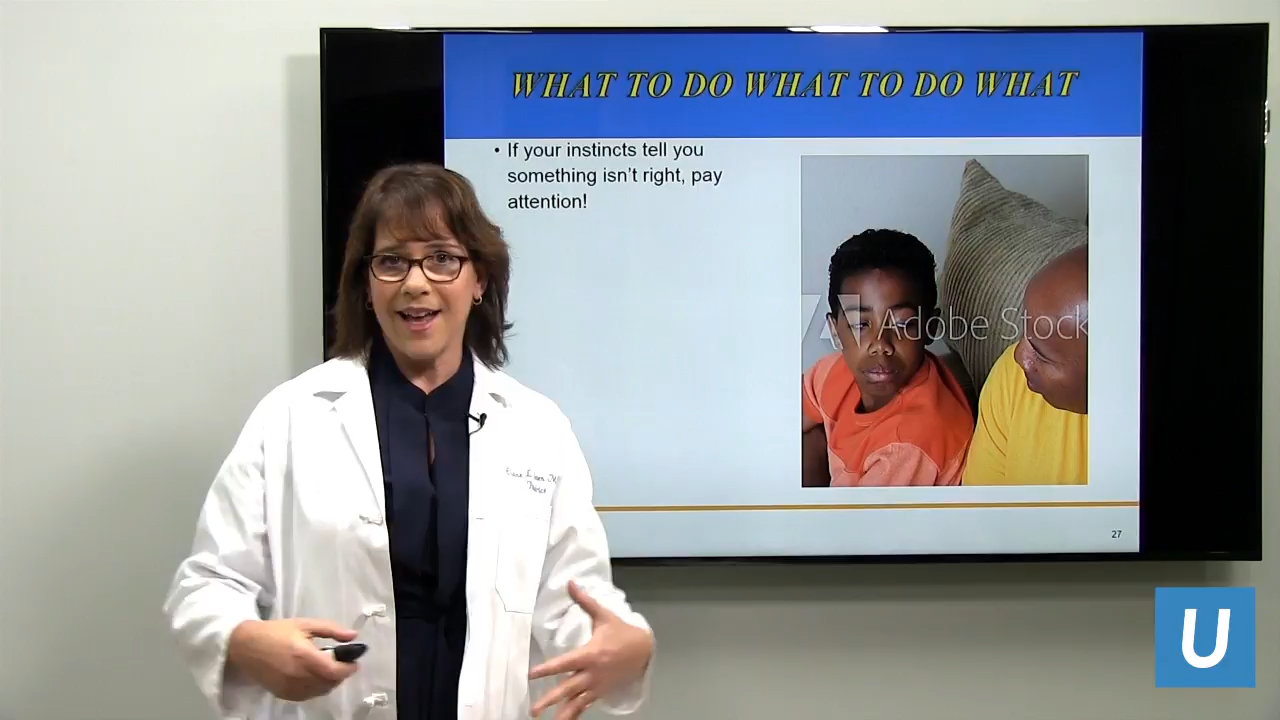 WHAT TO DO WHAT TO DO WHAT
• If your instincts tell you
something isn't right, pay
attention!
Adobe Stock
27
U